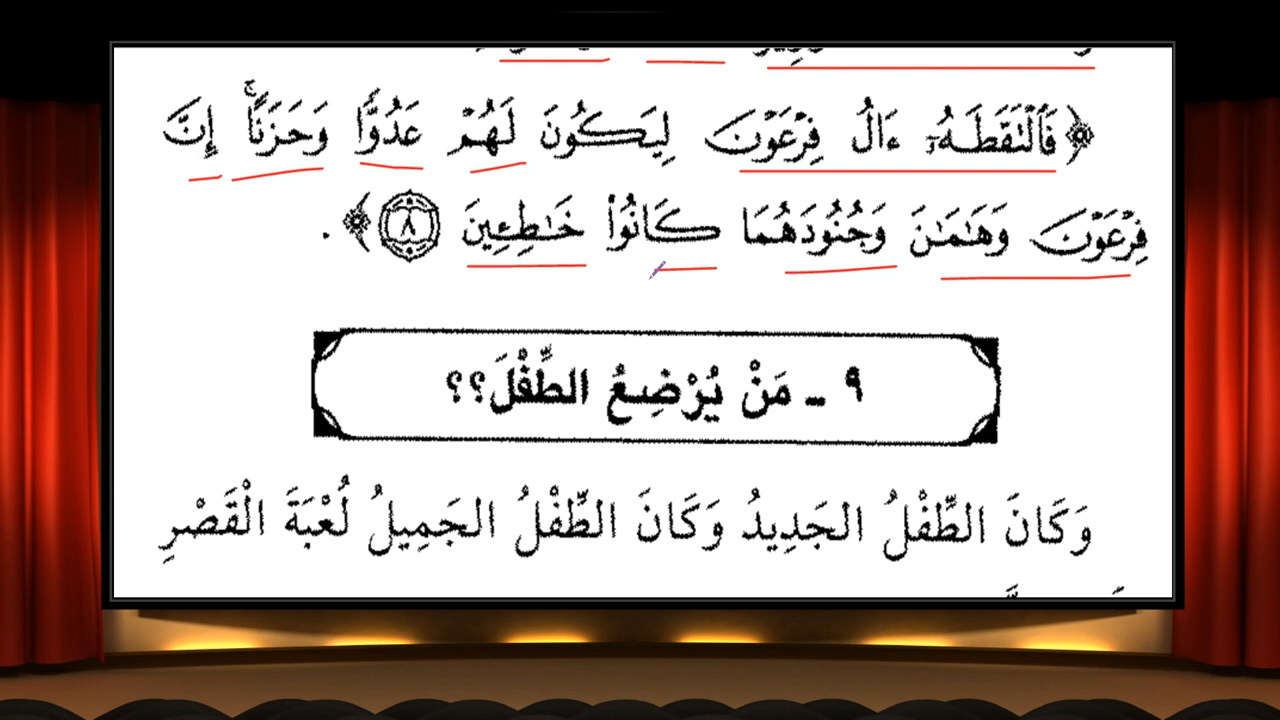 ﴿فَٱلْتَقَطَهُۥٓ ءَالُ فِرْعَوْنَ لِيَكُونَ لَهُمْ عَدُوًّا وَحَزَنًاۗ إِنَّ
فِرْعَوْنَ وَهَٰمَٰنَ وَجُنُودَهُمَا كَانُوا۟ خَٰطِـِٔينَ ۝٨﴾ .
٩ ــ مَنْ يُرْضِعُ الطِّفْلَ؟؟
وَكَانَ الطِّفْلُ الجَدِيدُ وَكَانَ الطِّفْلُ الجَمِيلُ لُعْبَةَ الْقَصْرِ